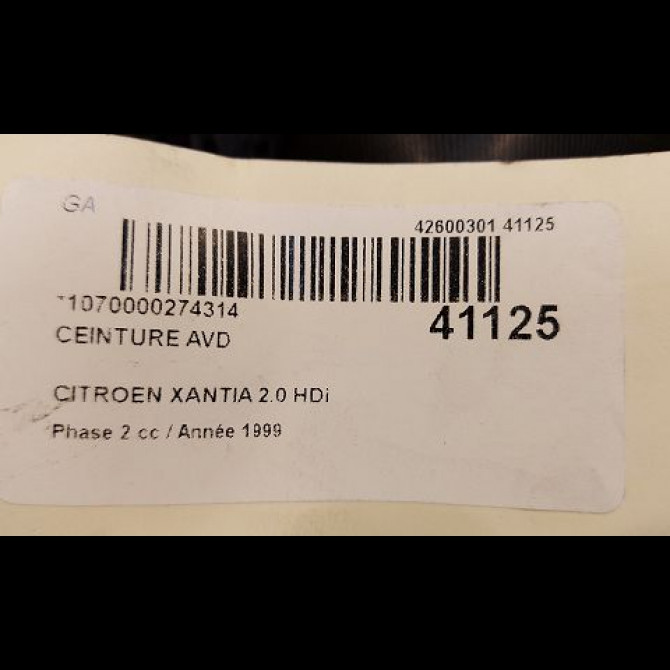 GA
42600301 41125
*1070000274314
41125
CEINTURE AVD
CITROEN XANTIA 2.0 HDi
Phase 2 cc / Année 1999